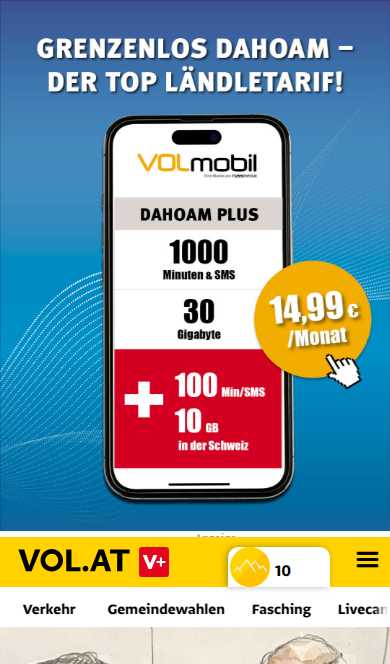 GRENZENLOS DAHOAM –
DER TOP LÄNDLETARIF!
VOLmobil
DAHOAM PLUS
1000
Minuten & SMS
30
Gigabyte
14,99 €
/Monat
100 Min/SMS
10 GB
in der Schweiz
Anzeige
VOL.AT V+
10
Verkehr Gemeindewahlen Fasching Livecam